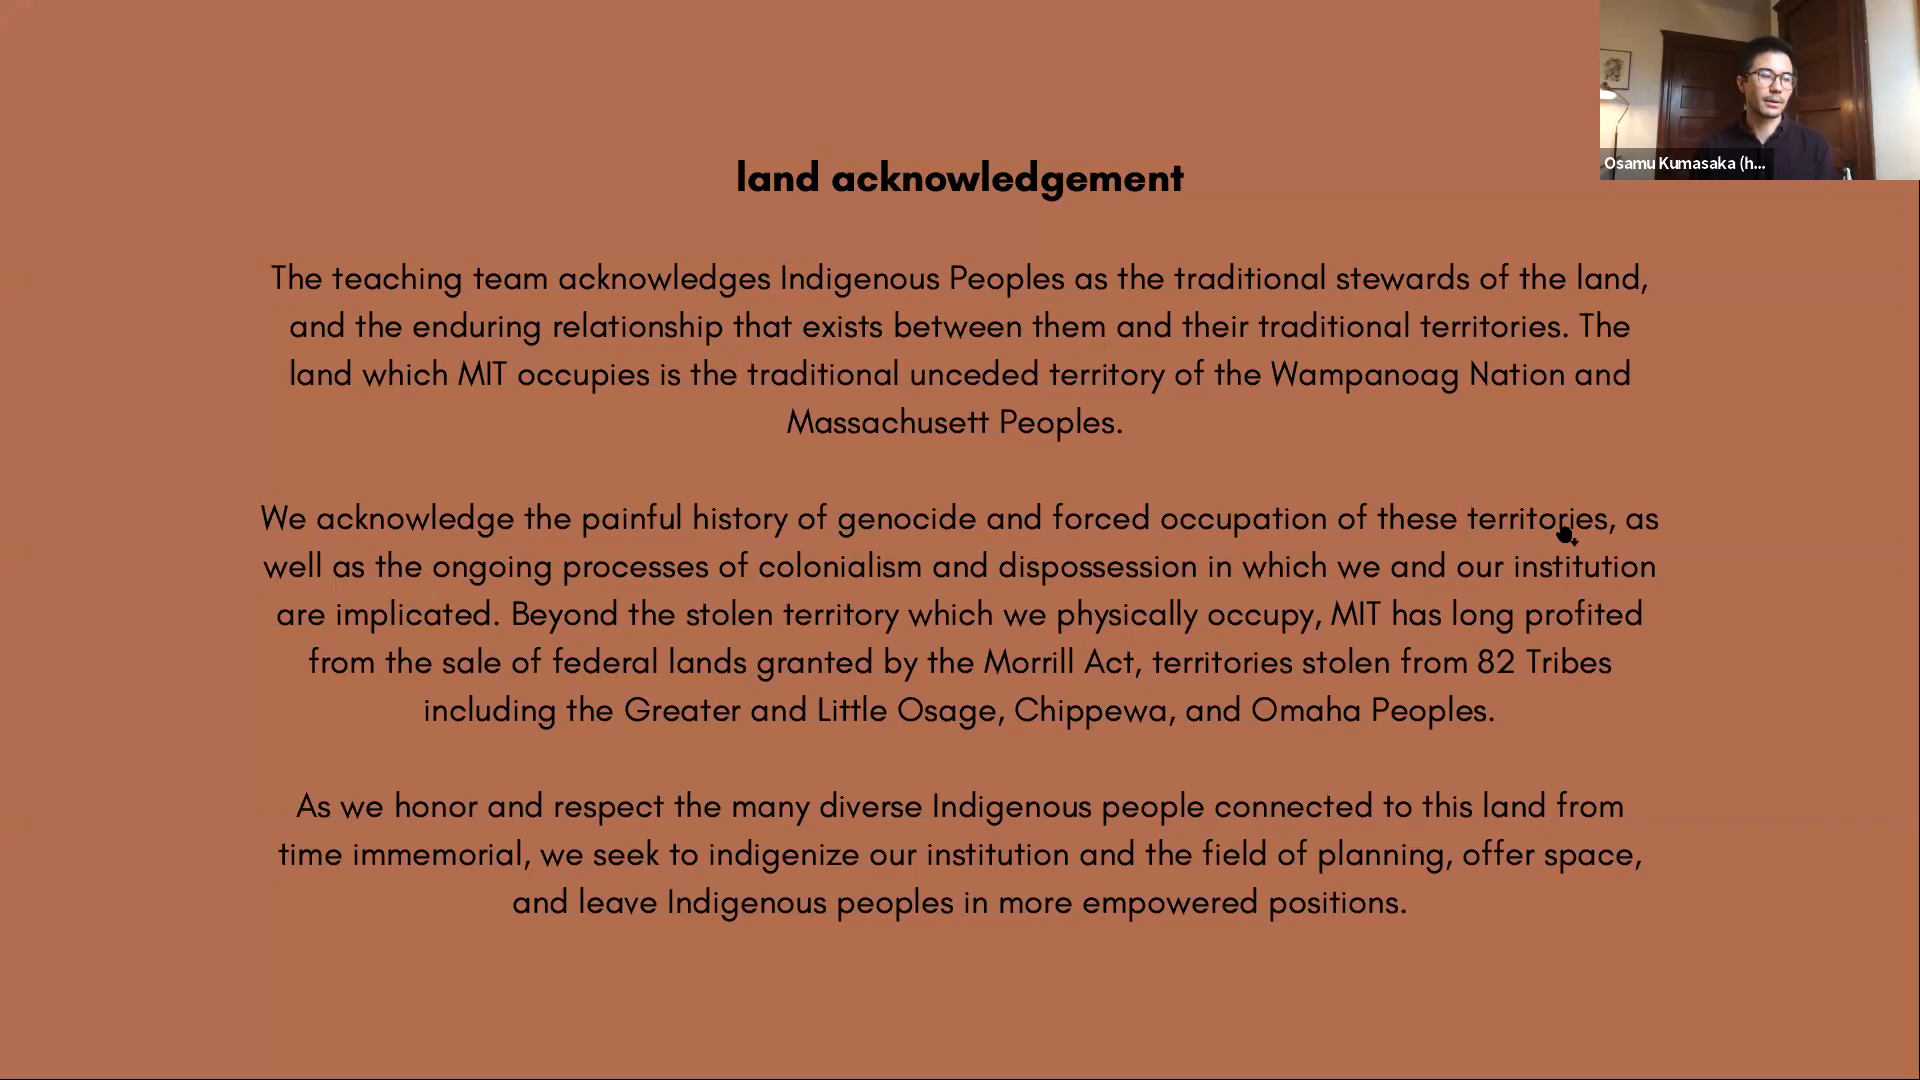 land acknowledgement
The teaching team acknowledges Indigenous Peoples as the traditional stewards of the land,
and the enduring relationship that exists between them and their traditional territories. The
land which MIT occupies is the traditional unceded territory of the Wampanoag Nation and
Massachusett Peoples.
We acknowledge the painful history of genocide and forced occupation of these territories, as
well as the ongoing processes of colonialism and dispossession in which we and our institution
are implicated. Beyond the stolen territory which we physically occupy, MIT has long profited
from the sale of federal lands granted by the Morrill Act, territories stolen from 82 Tribes
including the Greater and Little Osage, Chippewa, and Omaha Peoples.
As we honor and respect the many diverse Indigenous people connected to this land from
time immemorial, we seek to indigenize our institution and the field of planning, offer space,
and leave Indigenous peoples in more empowered positions.
Osamu Kumasaka (h...